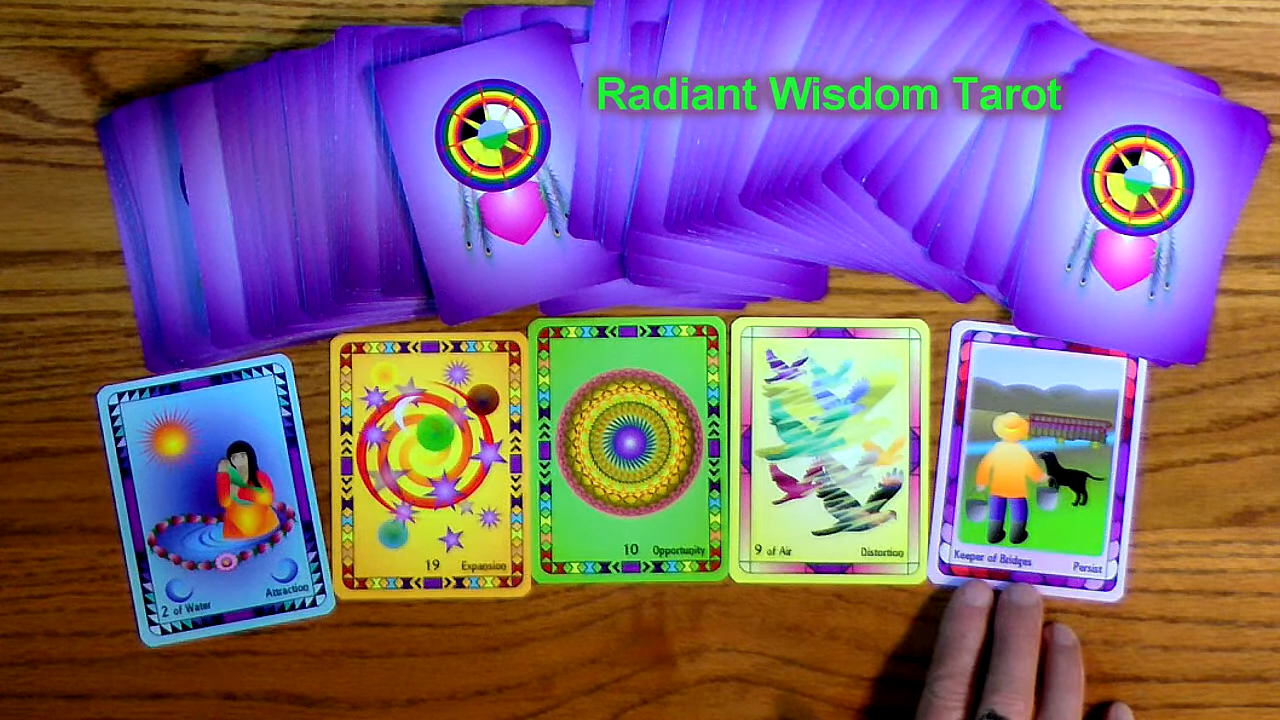 Radiant Wisdom Tarot
2 of Water
Attraction
19 Expansion
10 Opportunity
9 of Air Distortion
Keeper of Bridges
Persist